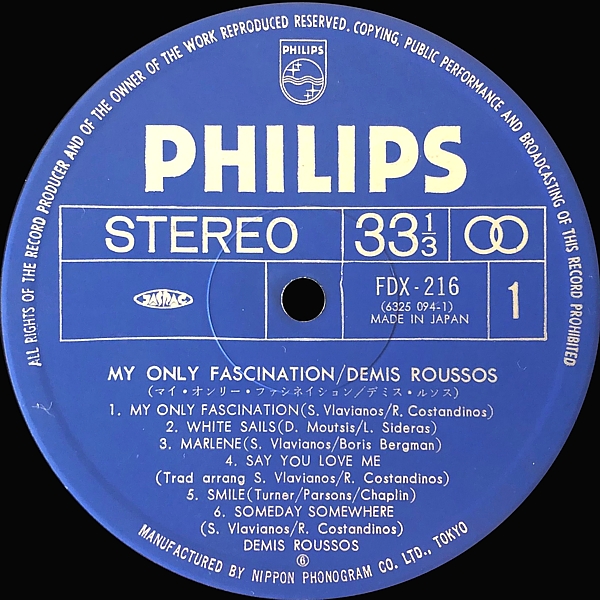 ALL RIGHTS OF THE RECORD PRODUCER AND OF THE OWNER OF THE WORK REPRODUCED RESERVED. COPYING, PUBLIC PERFORMANCE AND BROADCASTING OF THIS RECORD PROHIBITED
PHILIPS
PHILIPS
STEREO 33 1/3
JASRAC
FDX-216
(6325 094-1)
MADE IN JAPAN
1
MY ONLY FASCINATION/DEMIS ROUSSOS
(マイ・オンリー・ファシネイション/デミス・ルソス)
1. MY ONLY FASCINATION(S. Vlavianos/R. Costandinos)
2. WHITE SAILS(D. Moutsis/L. Sideras)
3. MARLENE(S. Vlavianos/Boris Bergman)
4. SAY YOU LOVE ME
(Trad arrang S. Vlavianos/R. Costandinos)
5. SMILE(Turner/Parsons/Chaplin)
6. SOMEDAY SOMEWHERE
(S. Vlavianos/R. Costandinos)
DEMIS ROUSSOS
MANUFACTURED BY NIPPON PHONOGRAM CO. LTD., TOKYO